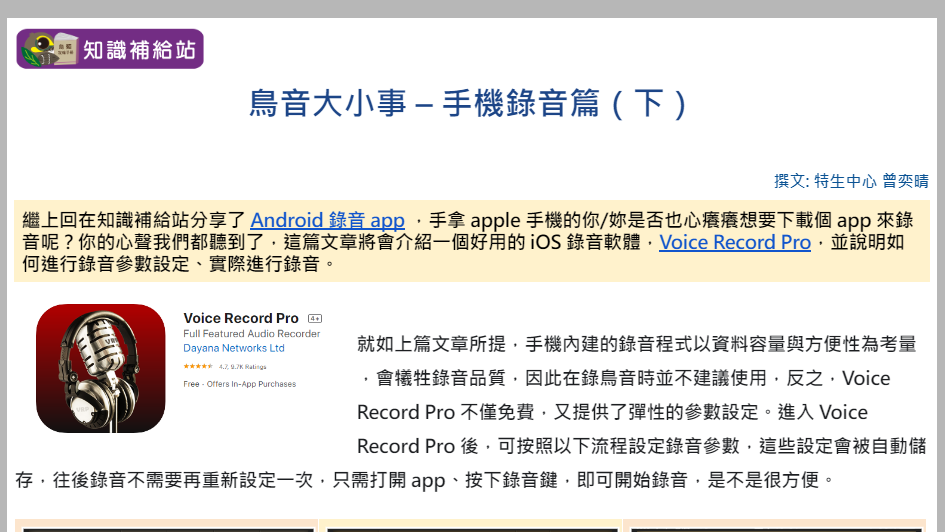 知識補給站
鳥音大小事 – 手機錄音篇（下）
撰文: 特生中心 曾奕晴
繼上回在知識補給站分享了 Android 錄音 app ，手拿 apple 手機的你/妳是否也心癢癢想要下載個 app 來錄
音呢？你的心聲我們都聽到了，這篇文章將會介紹一個好用的 iOS 錄音軟體，Voice Record Pro，並說明如
何進行錄音參數設定、實際進行錄音。
Voice Record Pro 4+
Full Featured Audio Recorder
Dayana Networks Ltd
★★★★★ 4.7, 9.7K Ratings
Free · Offers In-App Purchases
就如上篇文章所提，手機內建的錄音程式以資料容量與方便性為考量
，會犧牲錄音品質，因此在錄鳥音時並不建議使用，反之，Voice
Record Pro 不僅免費，又提供了彈性的參數設定。進入 Voice
Record Pro 後，可按照以下流程設定錄音參數，這些設定會被自動儲
存，往後錄音不需要再重新設定一次，只需打開 app、按下錄音鍵，即可開始錄音，是不是很方便。